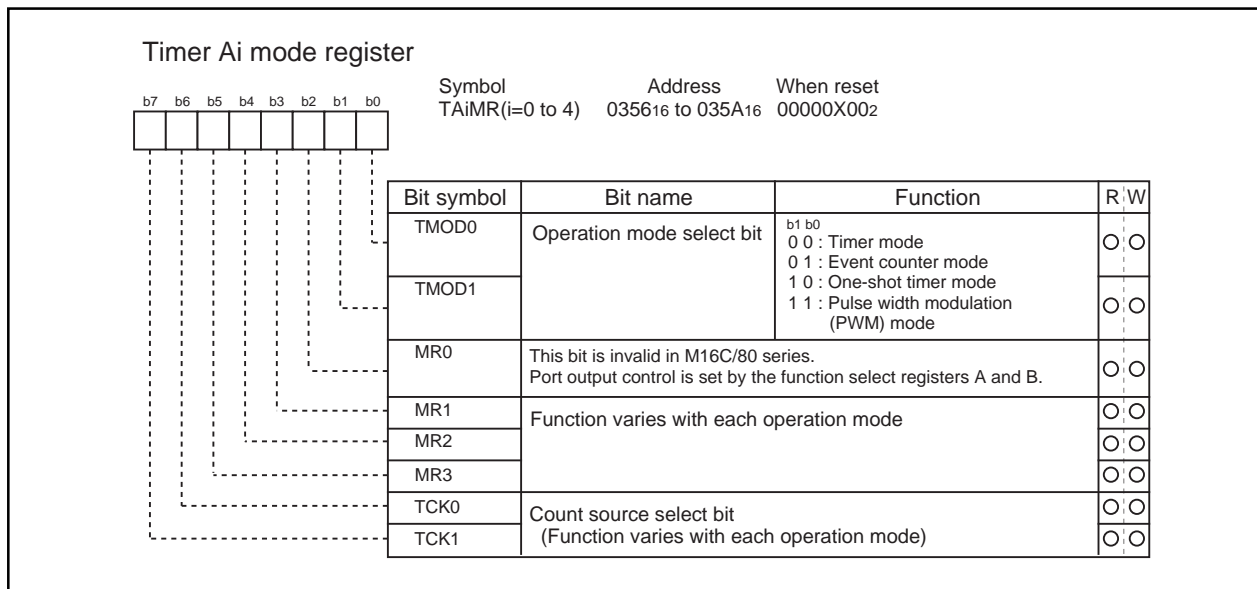 Timer Ai mode register
Symbol Address When reset
TAiMR(i=0 to 4) 035616 to 035A16 00000X002
b7 b6 b5 b4 b3 b2 b1 b0
Bit symbol Bit name Function R W
TMOD0 Operation mode select bit b1 b0
0 0 : Timer mode
0 1 : Event counter mode
TMOD1 1 0 : One-shot timer mode
1 1 : Pulse width modulation
(PWM) mode
MR0 This bit is invalid in M16C/80 series.
Port output control is set by the function select registers A and B.
MR1 Function varies with each operation mode
MR2
MR3
TCK0 Count source select bit
TCK1 (Function varies with each operation mode)